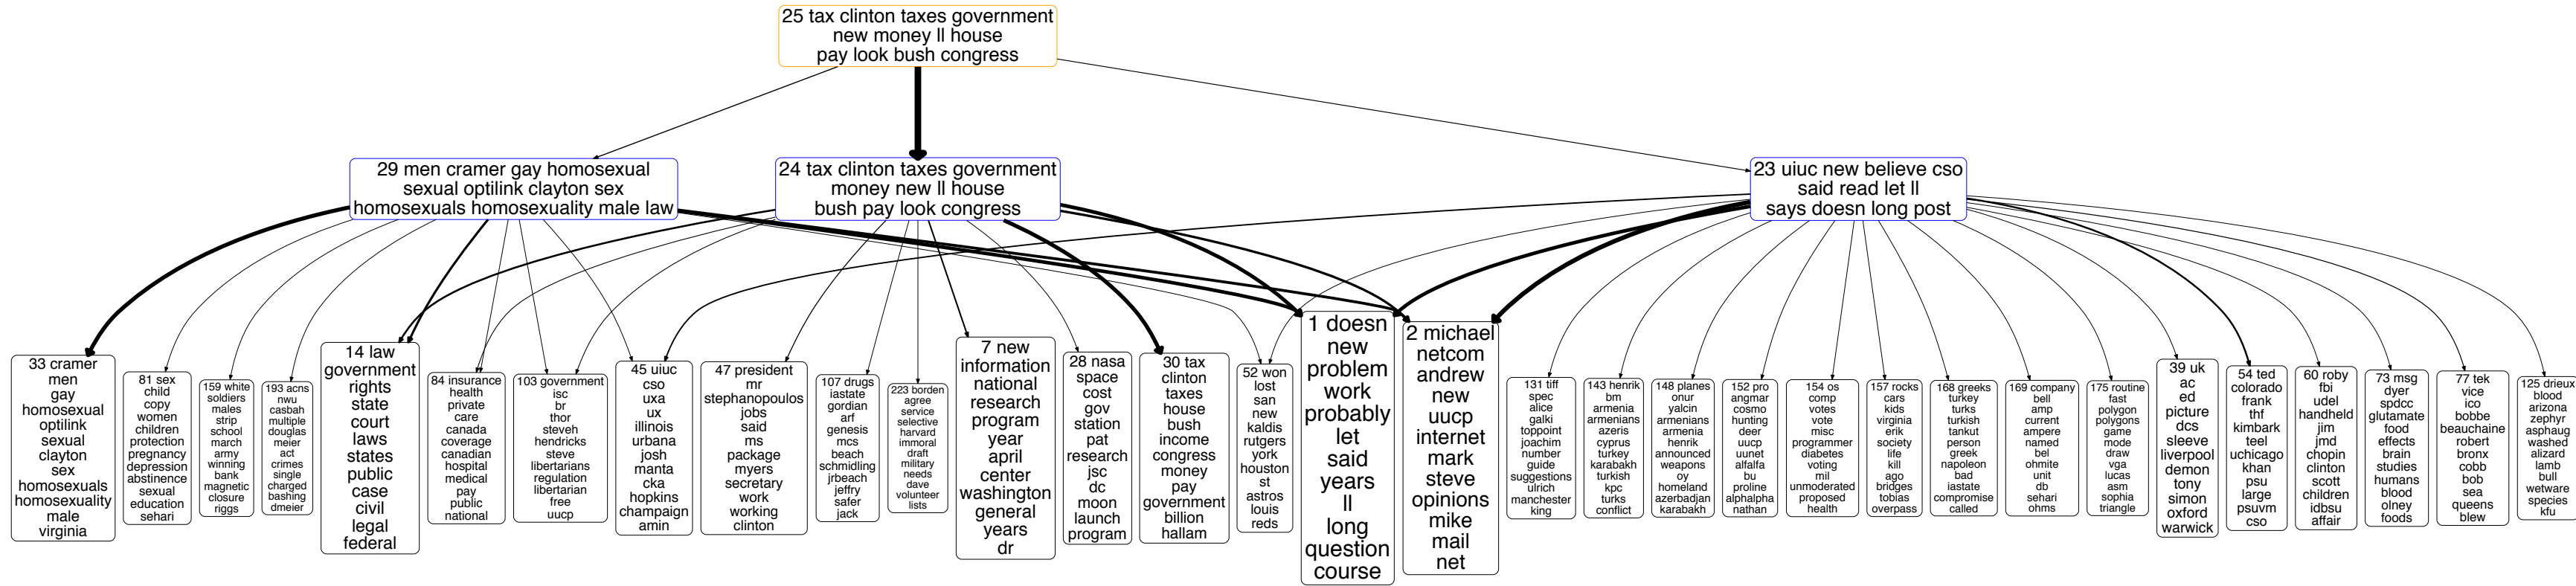 25 tax clinton taxes government
new money ll house
pay look bush congress
29 men cramer gay homosexual
sexual optilink clayton sex
homosexuals homosexuality male law
24 tax clinton taxes government
money new ll house
bush pay look congress
23 uiuc new believe cso
said read let ll
says doesn long post
33 cramer
men
gay
homosexual
optilink
sexual
clayton
sex
homosexuals
homosexuality
male
virginia
81 sex
child
copy
women
children
protection
pregnancy
depression
abstinence
sexual
education
sehari
159 white
soldiers
males
strip
school
march
army
winning
bank
magnetic
closure
riggs
193 acns
nwu
casbah
multiple
douglas
meier
act
crimes
single
charged
bashing
dmeier
14 law
government
rights
state
court
laws
states
public
case
civil
legal
federal
84 insurance
health
private
care
canada
coverage
canadian
hospital
medical
pay
public
national
103 government
isc
br
thor
steveh
hendricks
steve
libertarians
regulation
libertarian
free
uucp
45 uiuc
cso
uxa
ux
illinois
urbana
josh
manta
cka
hopkins
champaign
amin
47 president
mr
stephanopoulos
jobs
said
ms
package
myers
secretary
work
working
clinton
107 drugs
iastate
gordian
arf
genesis
mcs
beach
schmidling
jrbeach
jeffry
safer
jack
223 borden
agree
service
selective
harvard
immoral
draft
military
needs
dave
volunteer
lists
7 new
information
national
research
program
year
april
center
washington
general
years
dr
28 nasa
space
cost
gov
station
pat
research
jsc
dc
moon
launch
program
30 tax
clinton
taxes
house
bush
income
congress
money
pay
government
billion
hallam
52 won
lost
san
new
kaldis
rutgers
york
houston
st
astros
louis
reds
1 doesn
new
problem
work
probably
let
said
years
ll
long
question
course
2 michael
netcom
andrew
new
uucp
internet
mark
steve
opinions
mike
mail
net
131 tiff
spec
alice
galki
toppoint
joachim
number
guide
suggestions
ulrich
manchester
king
143 henrik
bm
armenia
armenians
azeris
cyprus
turkey
karabakh
turkish
kpc
turks
conflict
148 planes
onur
yalcin
armenians
armenia
henrik
announced
weapons
oy
homeland
azerbadjan
karabakh
152 pro
angmar
cosmo
hunting
deer
uucp
uunet
alfalfa
bu
proline
alphalpha
nathan
154 os
comp
votes
vote
misc
programmer
diabetes
voting
mil
unmoderated
proposed
health
157 rocks
cars
kids
virginia
erik
society
life
kill
ago
bridges
tobias
overpass
168 greeks
turkey
turks
turkish
tankut
person
greek
napoleon
bad
iastate
compromise
called
169 company
bell
amp
current
ampere
named
bel
ohmite
unit
db
sehari
ohms
175 routine
fast
polygon
polygons
game
mode
draw
vga
lucas
asm
sophia
triangle
39 uk
ac
ed
picture
dcs
sleeve
liverpool
demon
tony
simon
oxford
warwick
54 ted
colorado
frank
thf
kimbark
teel
uchicago
khan
psu
large
psuvm
cso
60 roby
fbi
udel
handheld
jim
jmd
chopin
clinton
scott
children
idbsu
affair
73 msg
dyer
spdcc
glutamate
food
effects
brain
studies
humans
blood
olney
foods
77 tek
vice
ico
bobbe
beauchaine
robert
bronx
cobb
bob
sea
queens
blew
125 drieux
blood
arizona
zephyr
asphaug
washed
alizard
lamb
bull
wetware
species
kfu